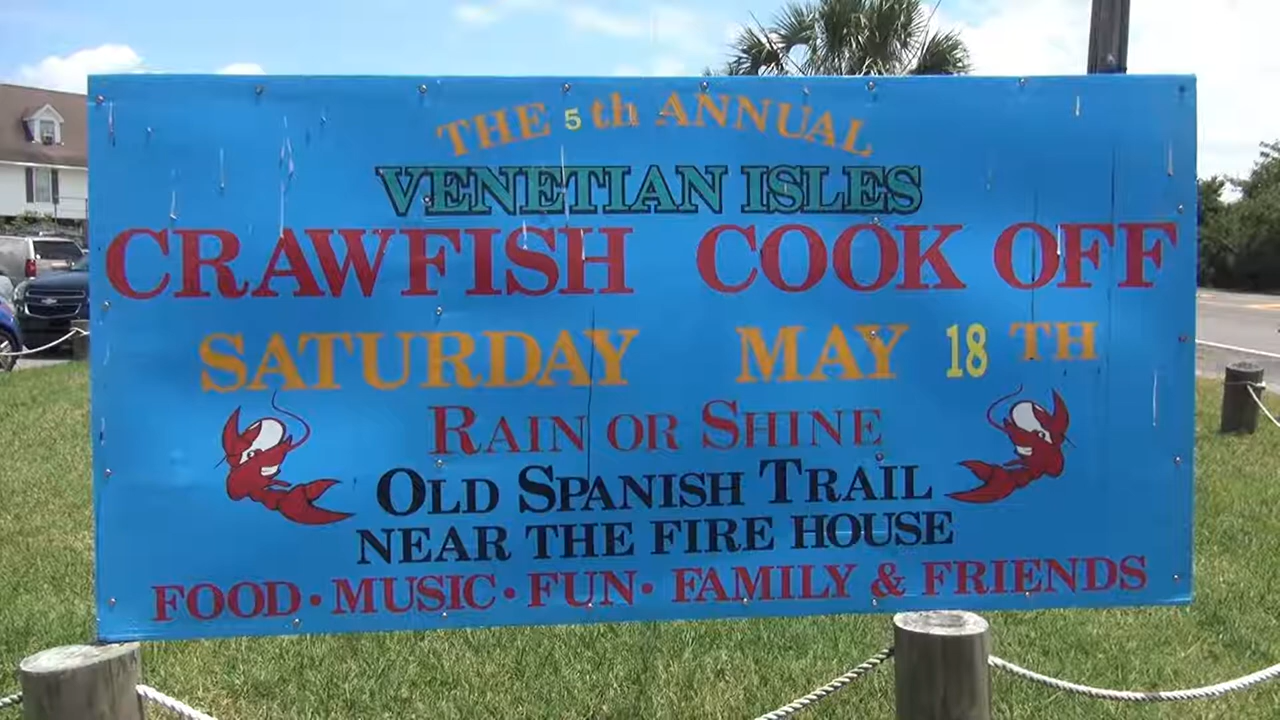 THE 5th ANNUAL
VENETIAN ISLES
CRAWFISH COOK OFF
SATURDAY MAY 18 TH
RAIN OR SHINE
OLD SPANISH TRAIL
NEAR THE FIRE HOUSE
FOOD • MUSIC • FUN • FAMILY & FRIENDS